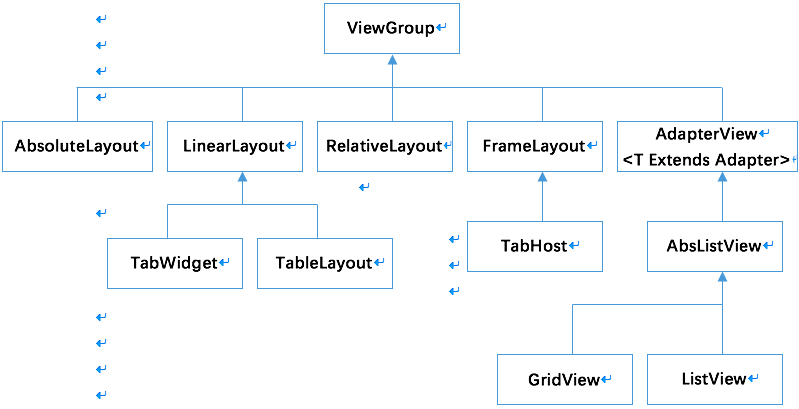 ViewGroup
AbsoluteLayout
LinearLayout
RelativeLayout
FrameLayout
AdapterView
<T Extends Adapter>
TabWidget
TableLayout
TabHost
AbsListView
GridView
ListView